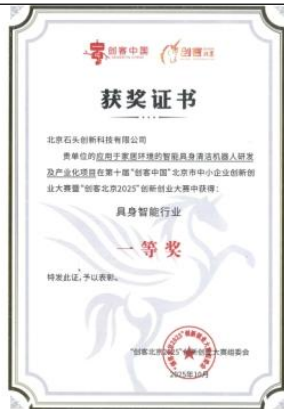 创客中国
创客北京
获奖证书
北京石头创新科技有限公司
贵单位的应用于家居环境的智能具身清洁机器人研发
及产业化项目在第十届"创客中国"北京市中小企业创新创
业大赛暨"创客北京2025"创新创业大赛中获得：
具身智能行业
一等奖
特发此证，予以表彰。
"创客北京2025"创新创业大赛组委会
2025年10月